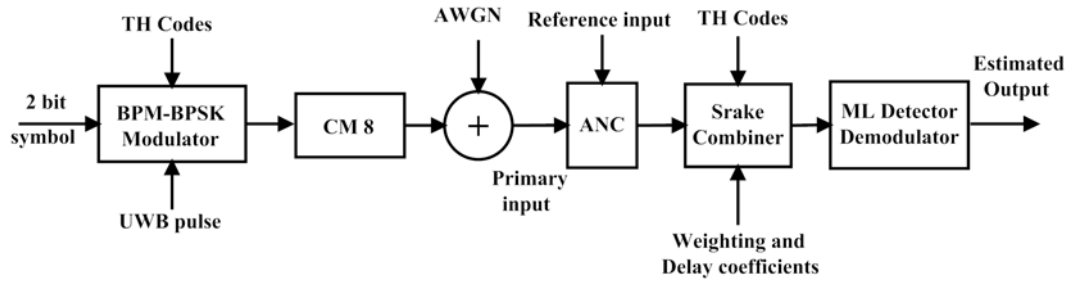 TH Codes
AWGN
Reference input
TH Codes
Estimated
Output
2 bit
symbol
BPM-BPSK
Modulator
CM 8
+
ANC
Srake
Combiner
ML Detector
Demodulator
Primary
input
UWB pulse
Weighting and
Delay coefficients